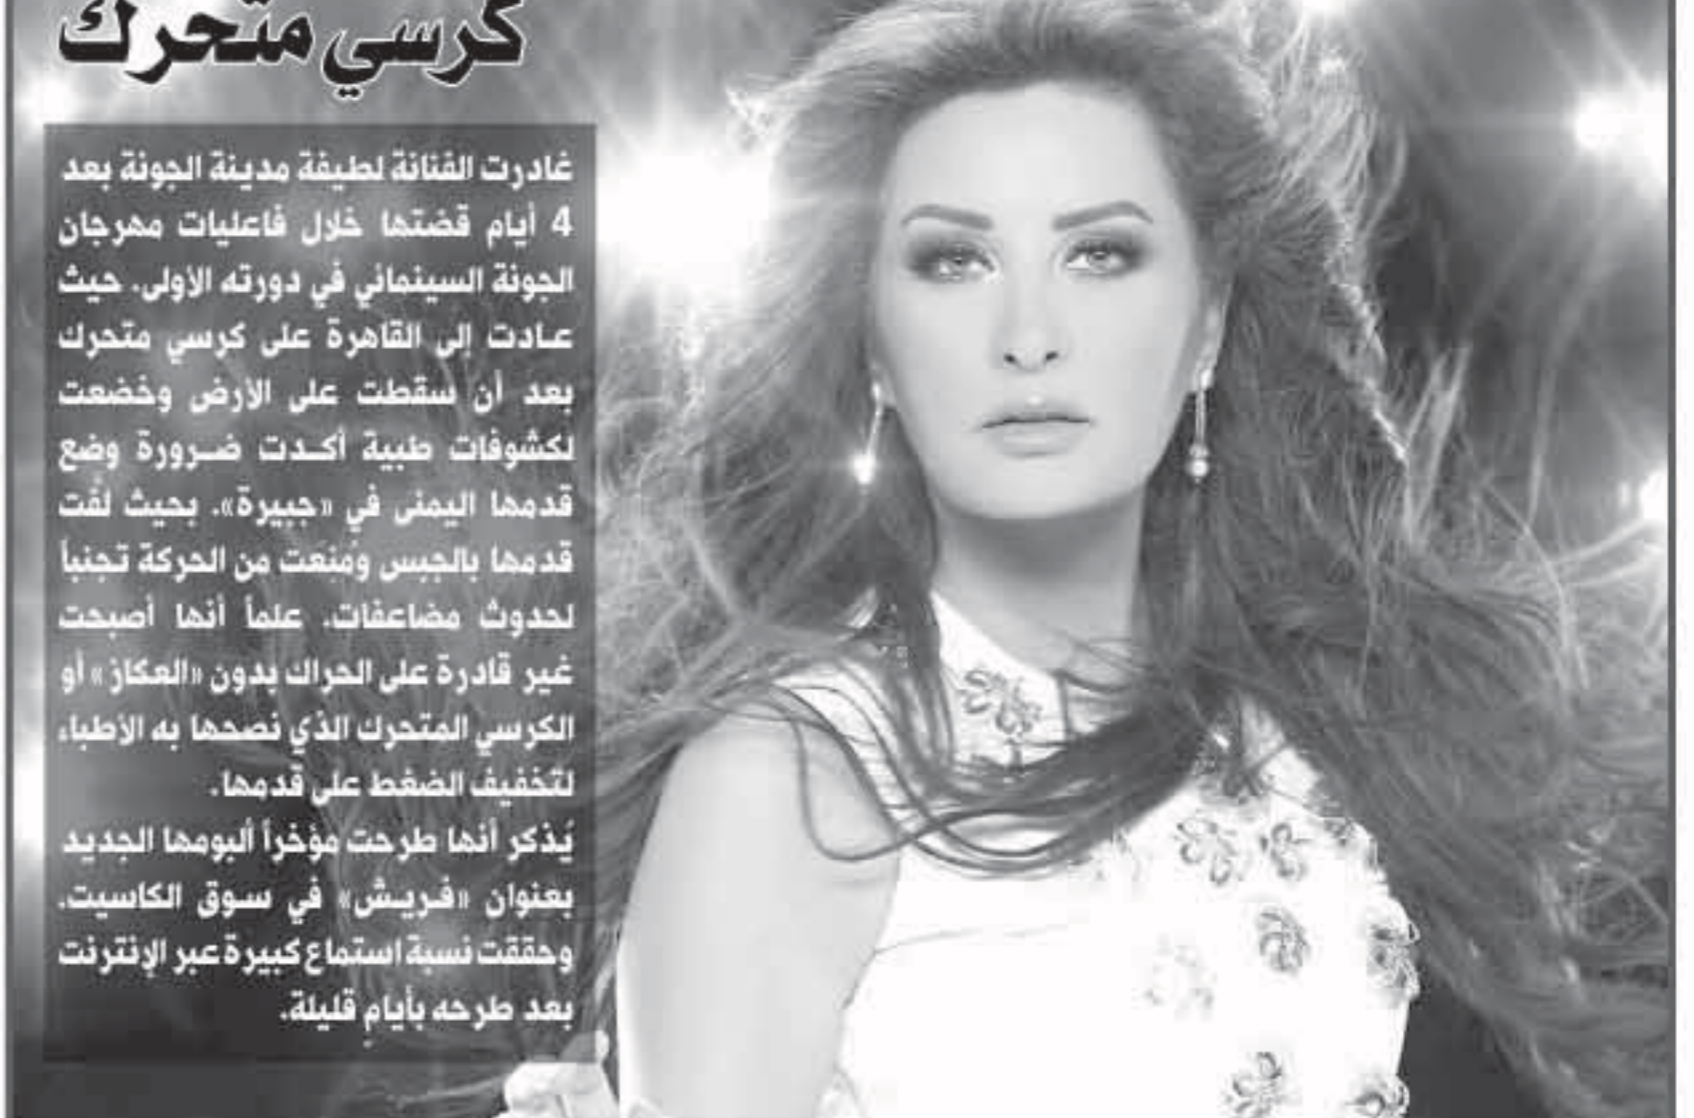 كرسي متحرك
غادرت الفنانة لطيفة مدينة الجونة بعد
4 أيام قضتها خلال فاعليات مهرجان
الجونة السينمائي في دورته الأولى. حيث
عادت إلى القاهرة على كرسي متحرك
بعد أن سقطت على الأرض وخضعت
لكشوفات طبية أكدت ضرورة وضع
قدمها اليمنى في «جبيرة». بحيث لفت
قدمها بالجبس ومُنعت من الحركة تجنباً
لحدوث مضاعفات. علماً أنها أصبحت
غير قادرة على الحراك بدون «العكاز» أو
الكرسي المتحرك الذي نصحها به الأطباء
لتخفيف الضغط على قدمها.
يُذكر أنها طرحت مؤخراً ألبومها الجديد
بعنوان «فريش» في سوق الكاسيت.
وحققت نسبة استماع كبيرة عبر الإنترنت
بعد طرحه بأيام قليلة.